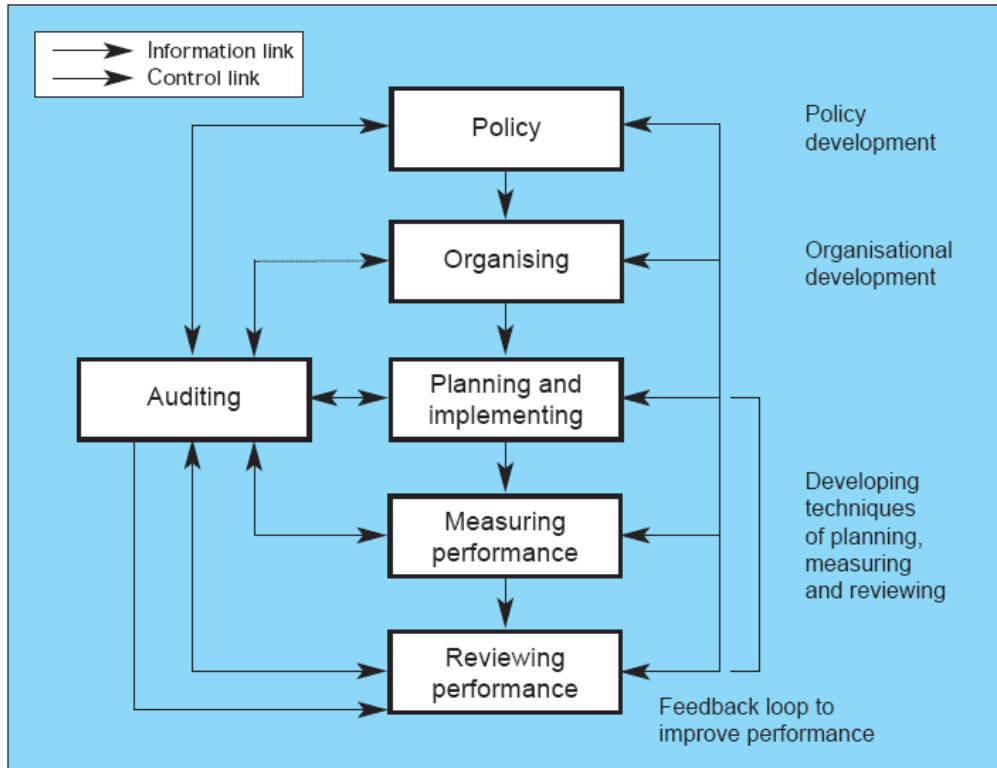 Information link
Control link
Policy
Policy
development
Organising
Organisational
development
Auditing
Planning and
implementing
Developing
techniques
of planning,
measuring
and reviewing
Measuring
performance
Reviewing
performance
Feedback loop to
improve performance